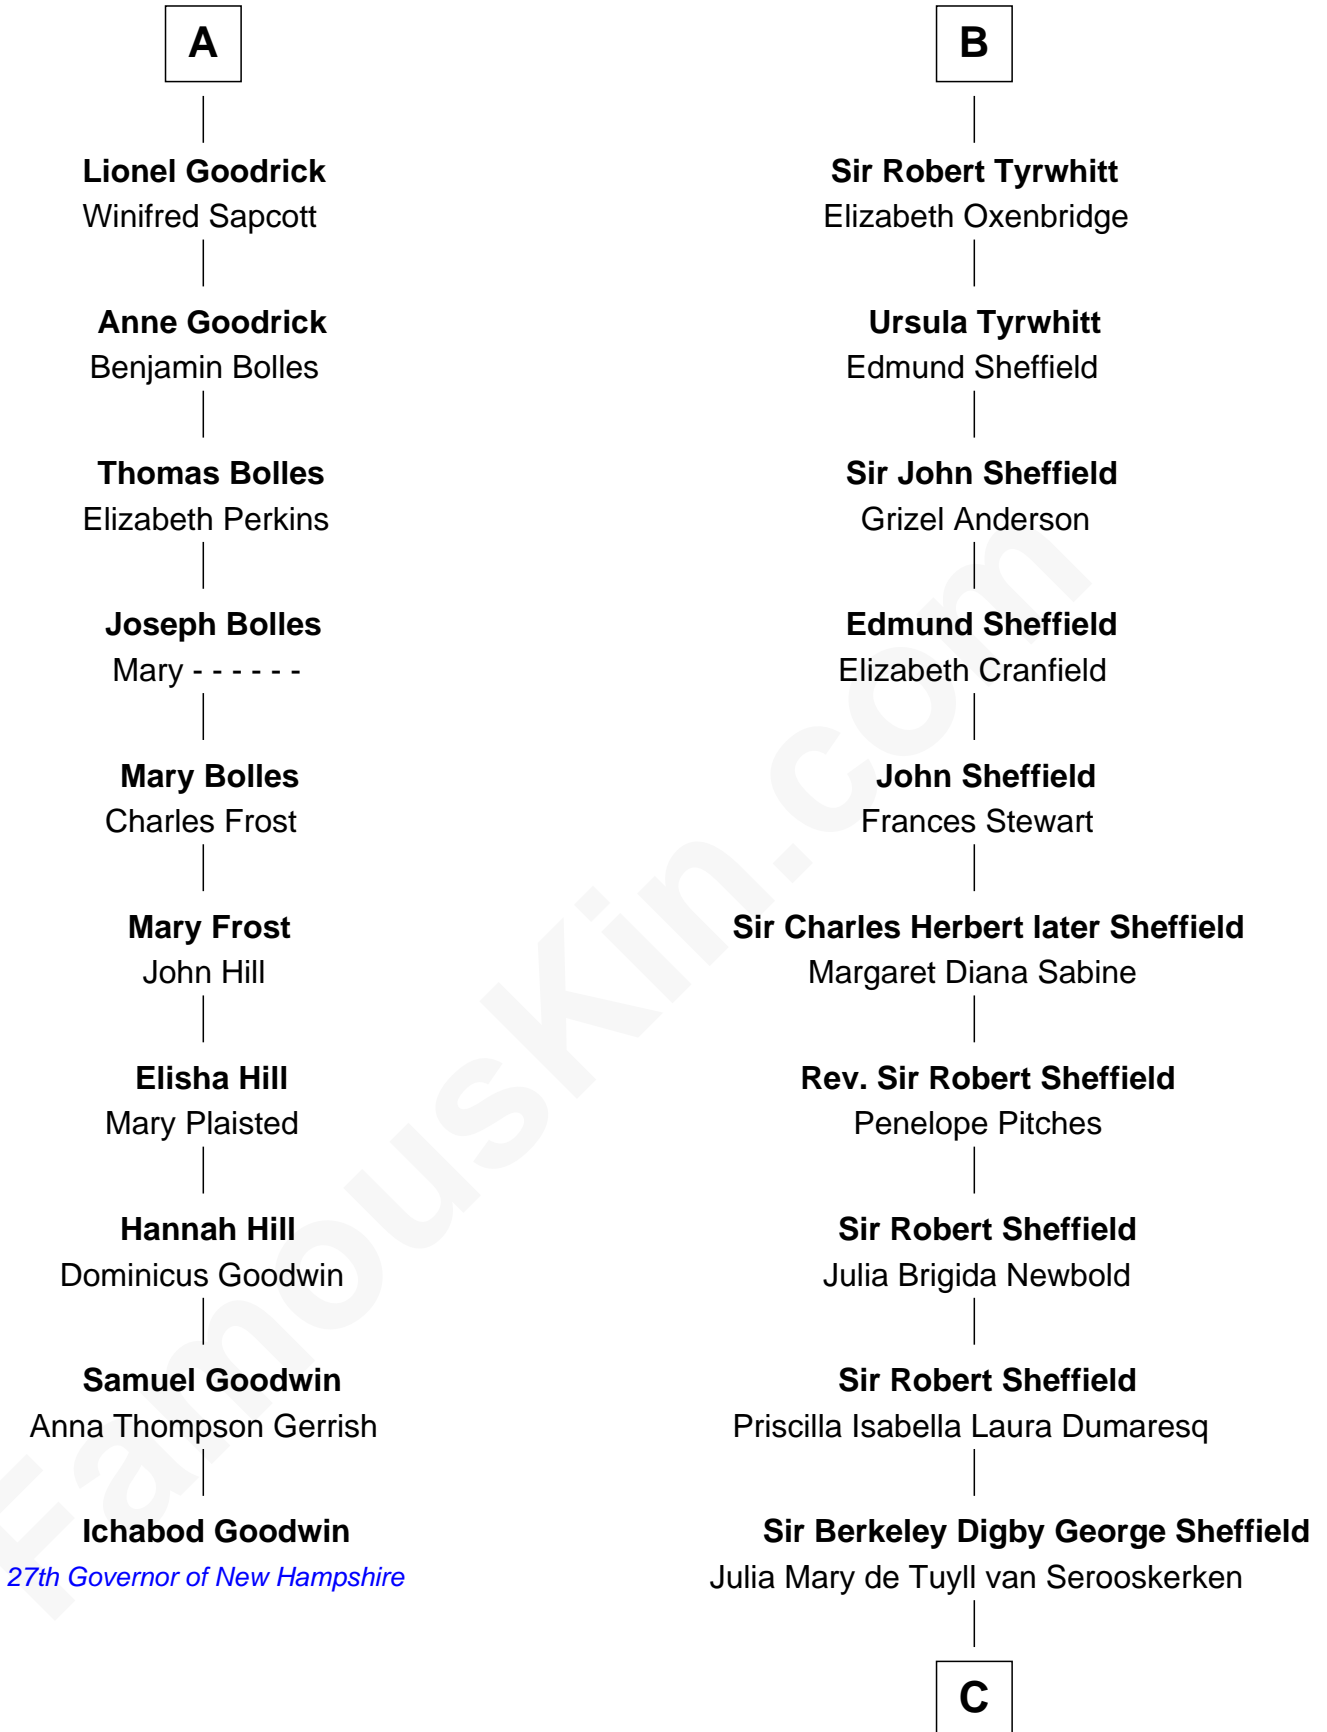 A
Lionel Goodrick
Winifred Sapcott
Anne Goodrick
Benjamin Bolles
Thomas Bolles
Elizabeth Perkins
Joseph Bolles
Mary - - - - - -
Mary Bolles
Charles Frost
Mary Frost
John Hill
Elisha Hill
Mary Plaisted
Hannah Hill
Dominicus Goodwin
Samuel Goodwin
Anna Thompson Gerrish
Ichabod Goodwin
27th Governor of New Hampshire
B
Sir Robert Tyrwhitt
Elizabeth Oxenbridge
Ursula Tyrwhitt
Edmund Sheffield
Sir John Sheffield
Grizel Anderson
Edmund Sheffield
Elizabeth Cranfield
John Sheffield
Frances Stewart
Sir Charles Herbert later Sheffield
Margaret Diana Sabine
Rev. Sir Robert Sheffield
Penelope Pitches
Sir Robert Sheffield
Julia Brigida Newbold
Sir Robert Sheffield
Priscilla Isabella Laura Dumaresq
Sir Berkeley Digby George Sheffield
Julia Mary de Tuyll van Serooskerken
C
FamousKin.com